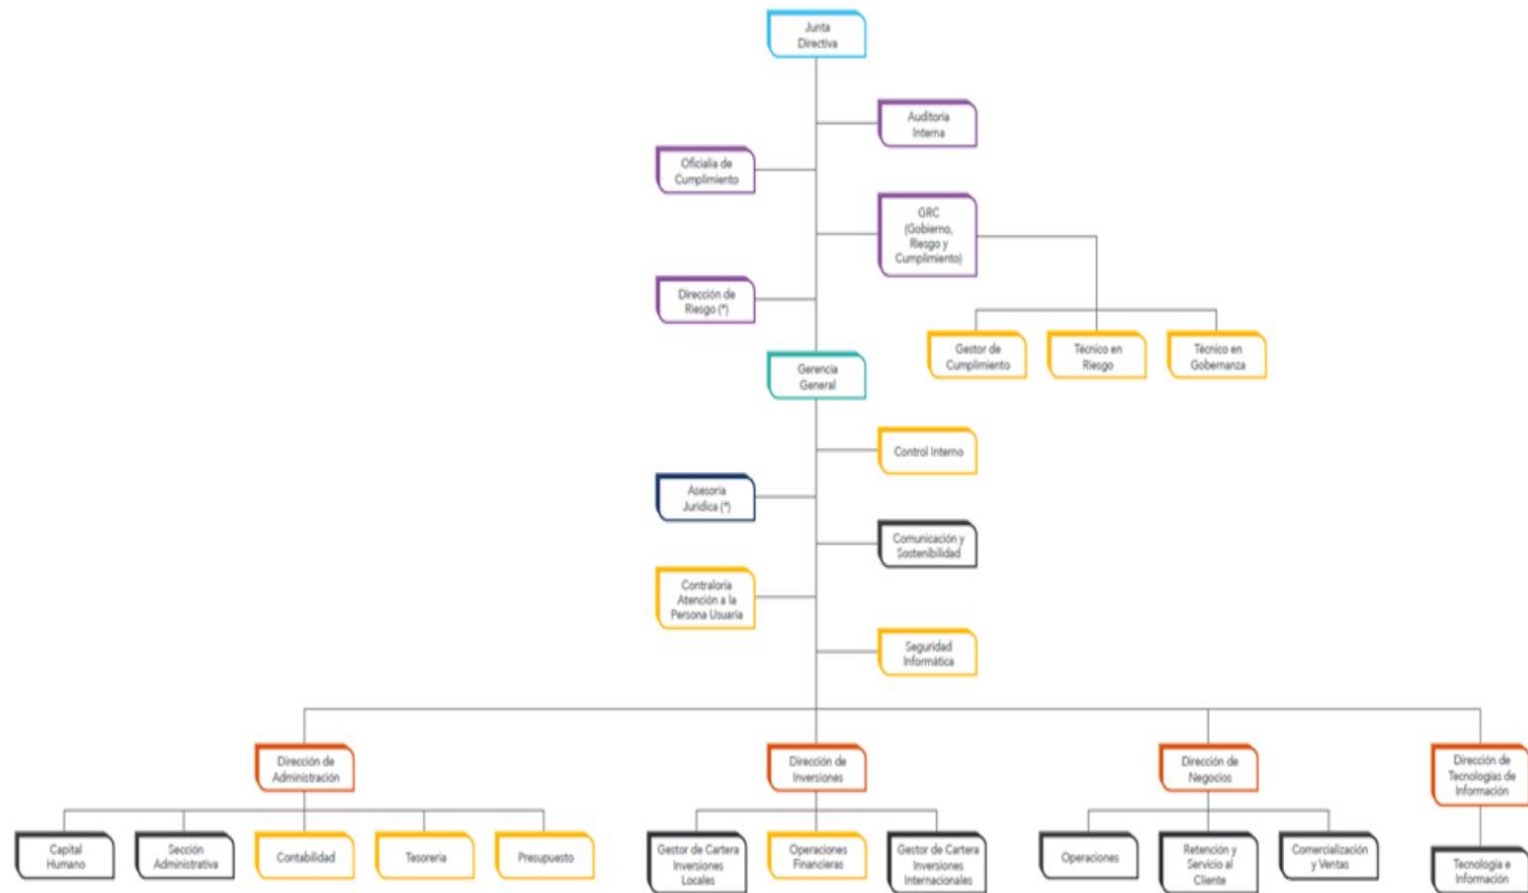 Junta
Directiva
Auditoría
Interna
Oficialía de
Cumplimiento
GRC
(Gobierno,
Riesgo y
Cumplimiento)
Dirección de
Riesgo (*)
Gestor de
Cumplimiento
Técnico en
Riesgo
Técnico en
Gobernanza
Gerencia
General
Control Interno
Asesoría
Jurídica (*)
Comunicación y
Sostenibilidad
Contraloría
Atención a la
Persona Usuaria
Seguridad
Informática
Dirección de
Administración
Dirección de
Inversiones
Dirección de
Negocios
Dirección de
Tecnologías de
Información
Capital
Humano
Sección
Administrativa
Contabilidad
Tesorería
Presupuesto
Gestor de Cartera
Inversiones
Locales
Operaciones
Financieras
Gestor de Cartera
Inversiones
Internacionales
Operaciones
Retención y
Servicio al
Cliente
Comercialización
y Ventas
Tecnología e
Información